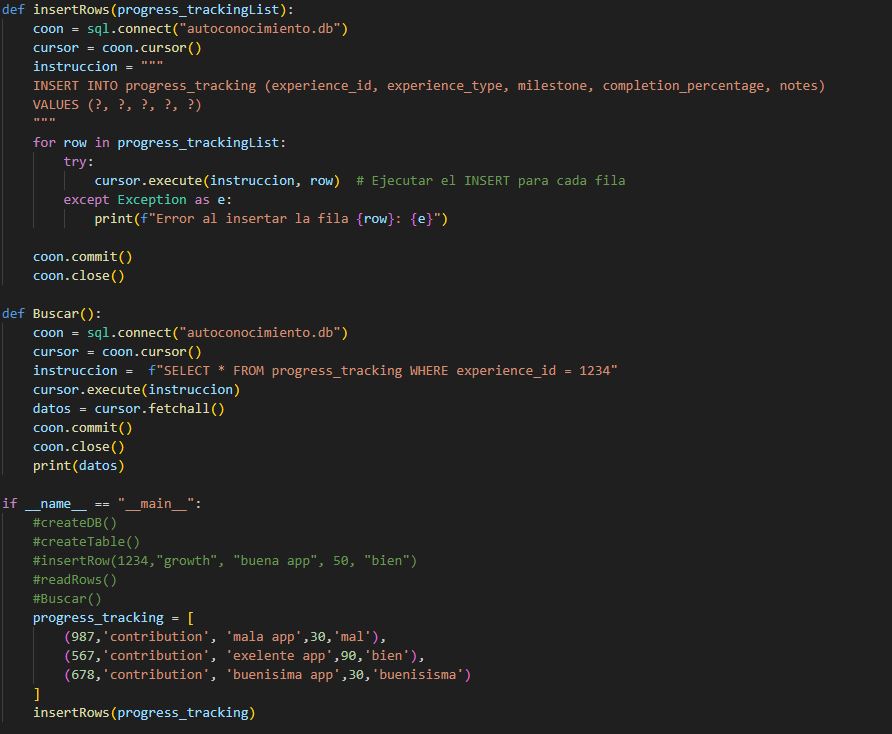 def insertRows(progress_trackingList):
    coon = sql.connect("autoconocimiento.db")
    cursor = coon.cursor()
    instruccion = """
    INSERT INTO progress_tracking (experience_id, experience_type, milestone, completion_percentage, notes)
    VALUES (?, ?, ?, ?, ?)
    """
    for row in progress_trackingList:
        try:
            cursor.execute(instruccion, row)  # Ejecutar el INSERT para cada fila
        except Exception as e:
            print(f"Error al insertar la fila {row}: {e}")

    coon.commit()
    coon.close()

def Buscar():
    coon = sql.connect("autoconocimiento.db")
    cursor = coon.cursor()
    instruccion =  f"SELECT * FROM progress_tracking WHERE experience_id = 1234"
    cursor.execute(instruccion)
    datos = cursor.fetchall()
    coon.commit()
    coon.close()
    print(datos)

if __name__ == "__main__":
    #createDB()
    #createTable()
    #insertRow(1234,"growth", "buena app", 50, "bien")
    #readRows()
    #Buscar()
    progress_tracking = [
        (987,'contribution', 'mala app',30,'mal'),
        (567,'contribution', 'exelente app',90,'bien'),
        (678,'contribution', 'buenisima app',30,'buenisisma')
    ]
    insertRows(progress_tracking)